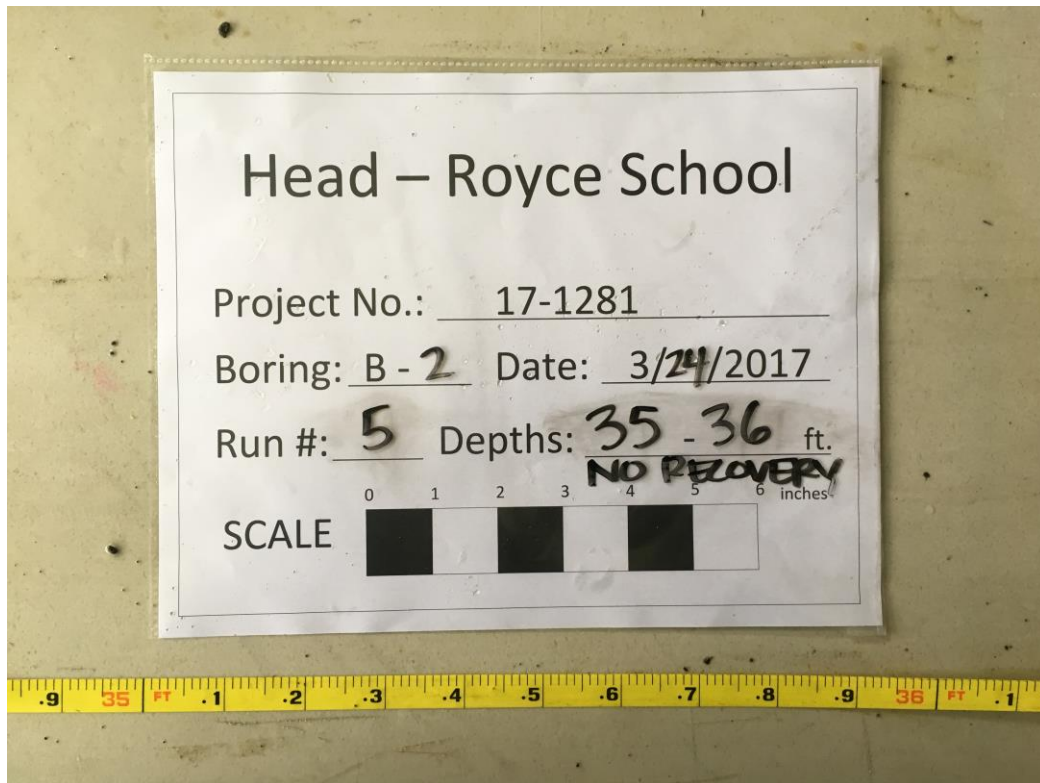 Head – Royce School
Project No.: 17-1281
Boring: B - 2 Date: 3/24/2017
Run #: 5 Depths: 35 - 36 ft.
NO RECOVERY
0 1 2 3 4 5 6 inches
SCALE
.9 35 FT .1 .2 .3 .4 .5 .6 .7 .8 .9 36 FT .1